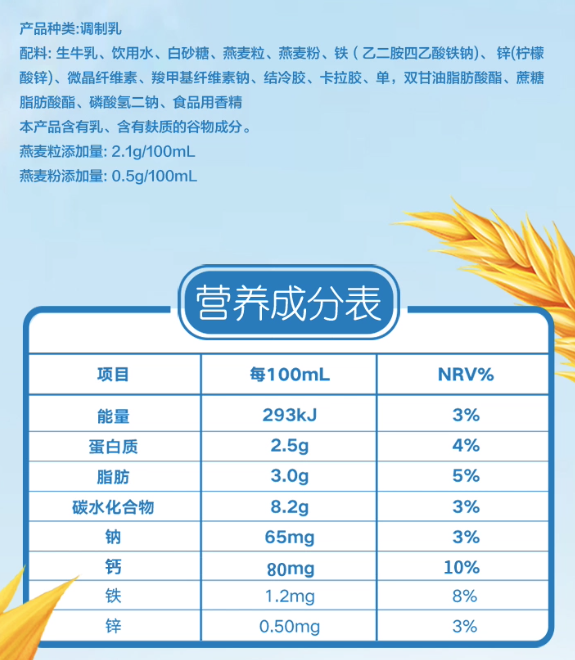 产品种类:调制乳
配料: 生牛乳、饮用水、白砂糖、燕麦粒、燕麦粉、铁（乙二胺四乙酸铁钠)、锌(柠檬
酸锌)、微晶纤维素、羧甲基纤维素钠、结冷胶、卡拉胶、单，双甘油脂肪酸酯、蔗糖
脂肪酸酯、磷酸氢二钠、食品用香精
本产品含有乳、含有麸质的谷物成分。
燕麦粒添加量: 2.1g/100mL
燕麦粉添加量: 0.5g/100mL
营养成分表
项目 每100mL NRV%
能量 293kJ 3%
蛋白质 2.5g 4%
脂肪 3.0g 5%
碳水化合物 8.2g 3%
钠 65mg 3%
钙 80mg 10%
铁 1.2mg 8%
锌 0.50mg 3%